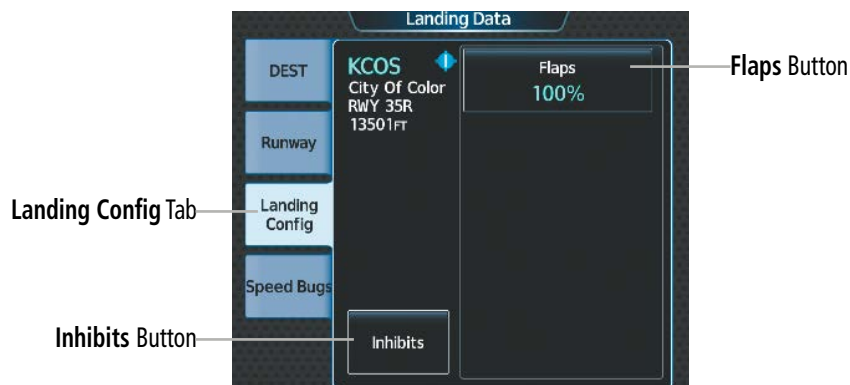 Landing Data
DEST
Runway
Landing
Config
Speed Bugs
KCOS
City Of Color
RWY 35R
13501FT
Inhibits
Flaps
100%
Flaps Button
Landing Config Tab
Inhibits Button